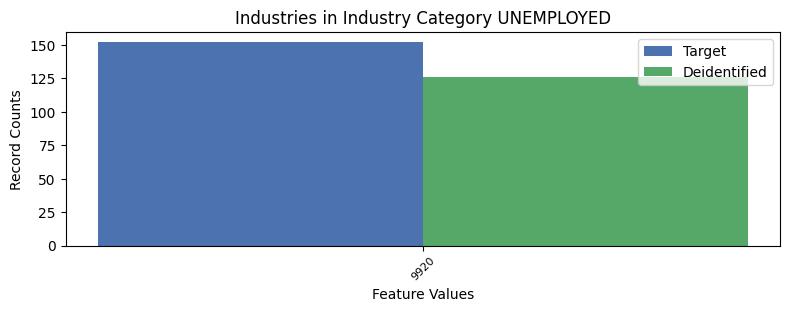 Industries in Industry Category UNEMPLOYED
Target
Deidentified
Record Counts
150
125
100
75
50
25
0
9920
Feature Values